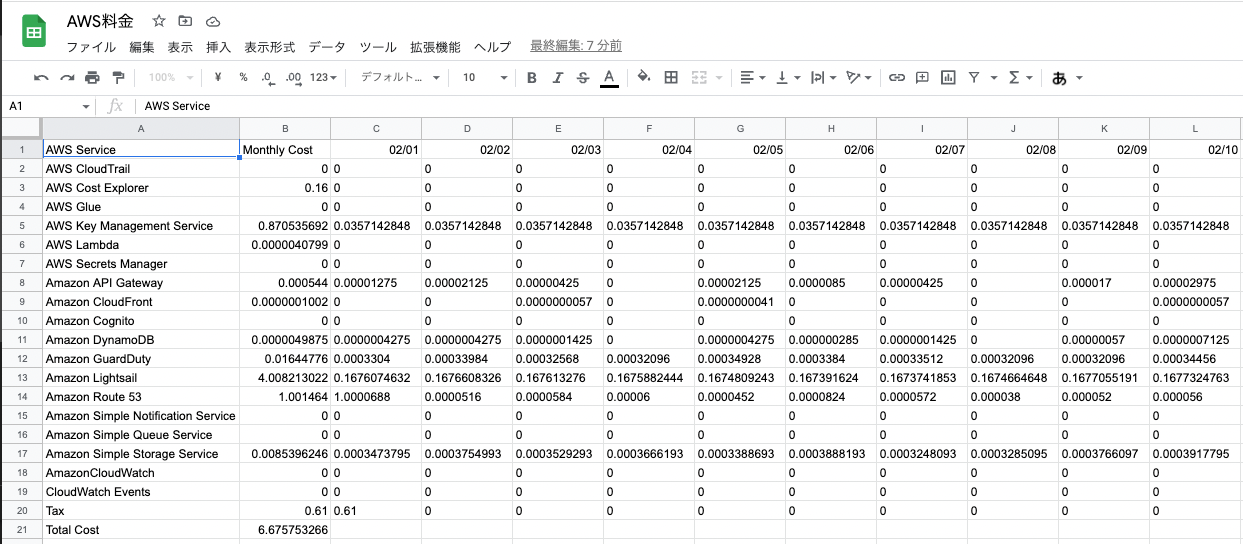 AWS料金
ファイル 編集 表示 挿入 表示形式 データ ツール 拡張機能 ヘルプ 最終編集: 7 分前
100% ¥ % .0 .00 123 デフォルト... 10 B I S A あ
A1 fx AWS Service
A B C D E F G H I J K L
1 AWS Service Monthly Cost 02/01 02/02 02/03 02/04 02/05 02/06 02/07 02/08 02/09 02/10
2 AWS CloudTrail 0 0 0 0 0 0 0 0 0 0 0
3 AWS Cost Explorer 0.16 0 0 0 0 0 0 0 0 0 0
4 AWS Glue 0 0 0 0 0 0 0 0 0 0 0
5 AWS Key Management Service 0.870535692 0.0357142848 0.0357142848 0.0357142848 0.0357142848 0.0357142848 0.0357142848 0.0357142848 0.0357142848 0.0357142848 0.0357142848
6 AWS Lambda 0.0000040799 0 0 0 0 0 0 0 0 0 0
7 AWS Secrets Manager 0 0 0 0 0 0 0 0 0 0 0
8 Amazon API Gateway 0.000544 0.00001275 0.00002125 0.00000425 0 0.00002125 0.0000085 0.00000425 0 0.000017 0.00002975
9 Amazon CloudFront 0.0000001002 0 0 0.0000000057 0 0.0000000041 0 0 0 0 0.0000000057
10 Amazon Cognito 0 0 0 0 0 0 0 0 0 0 0
11 Amazon DynamoDB 0.0000049875 0.0000004275 0.0000004275 0.0000001425 0 0.0000004275 0.000000285 0.0000001425 0 0.00000057 0.0000007125
12 Amazon GuardDuty 0.01644776 0.0003304 0.00033984 0.00032568 0.00032096 0.00034928 0.0003384 0.00033512 0.00032096 0.00032096 0.00034456
13 Amazon Lightsail 4.008213022 0.1676074632 0.1676608326 0.167613276 0.1675882444 0.1674809243 0.167391624 0.1673741853 0.1674664648 0.1677055191 0.1677324763
14 Amazon Route 53 1.001464 1.0000688 0.0000516 0.0000584 0.00006 0.0000452 0.0000824 0.0000572 0.000038 0.000052 0.000056
15 Amazon Simple Notification Service 0 0 0 0 0 0 0 0 0 0 0
16 Amazon Simple Queue Service 0 0 0 0 0 0 0 0 0 0 0
17 Amazon Simple Storage Service 0.0085396246 0.0003473795 0.0003754993 0.0003529293 0.0003666193 0.0003388693 0.0003888193 0.0003248093 0.0003285095 0.0003766097 0.0003917795
18 AmazonCloudWatch 0 0 0 0 0 0 0 0 0 0 0
19 CloudWatch Events 0 0 0 0 0 0 0 0 0 0 0
20 Tax 0.61 0.61 0 0 0 0 0 0 0 0 0
21 Total Cost 6.675753266